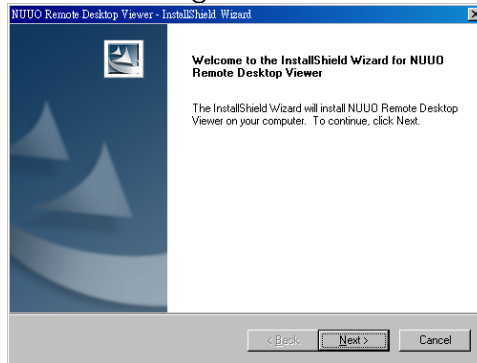 NUUO Remote Desktop Viewer - InstallShield Wizard
Welcome to the InstallShield Wizard for NUUO
Remote Desktop Viewer
The InstallShield Wizard will install NUUO Remote Desktop
Viewer on your computer. To continue, click Next.
< Back
Next >
Cancel